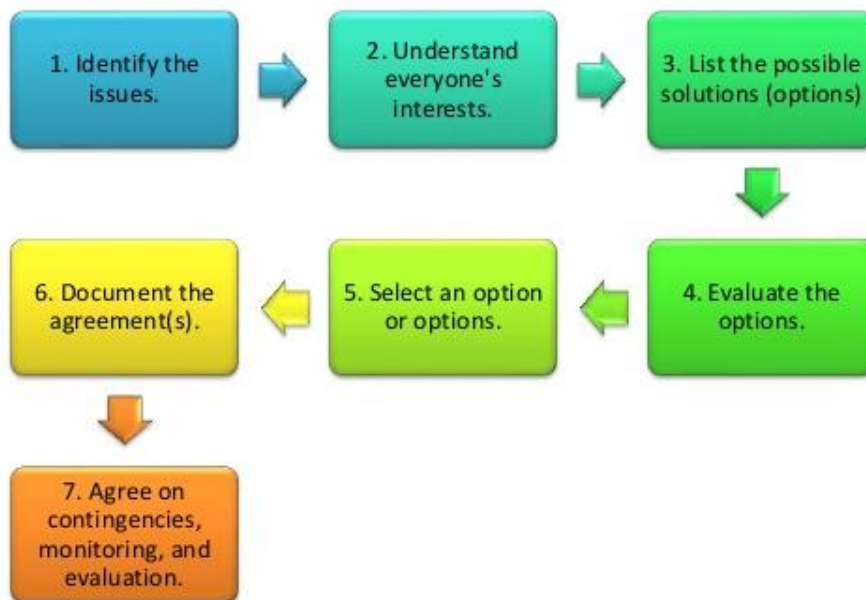 1. Identify the
issues.
2. Understand
everyone's
interests.
3. List the possible
solutions (options)
4. Evaluate the
options.
5. Select an option
or options.
6. Document the
agreement(s).
7. Agree on
contingencies,
monitoring, and
evaluation.